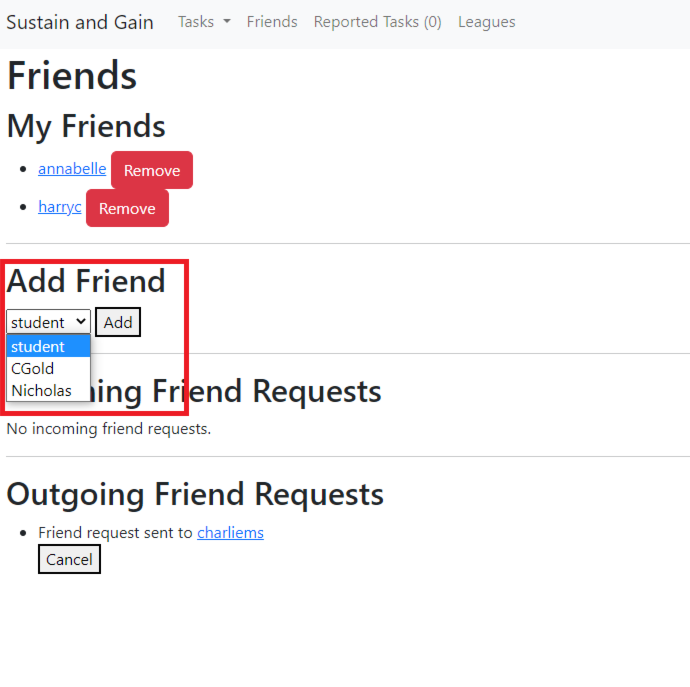 Sustain and Gain Tasks Friends Reported Tasks (0) Leagues
Friends
My Friends
annabelle Remove
harryc Remove
Add Friend
student Add
student
CGold
Nicholas
ing Friend Requests
No incoming friend requests.
Outgoing Friend Requests
Friend request sent to charliems
Cancel